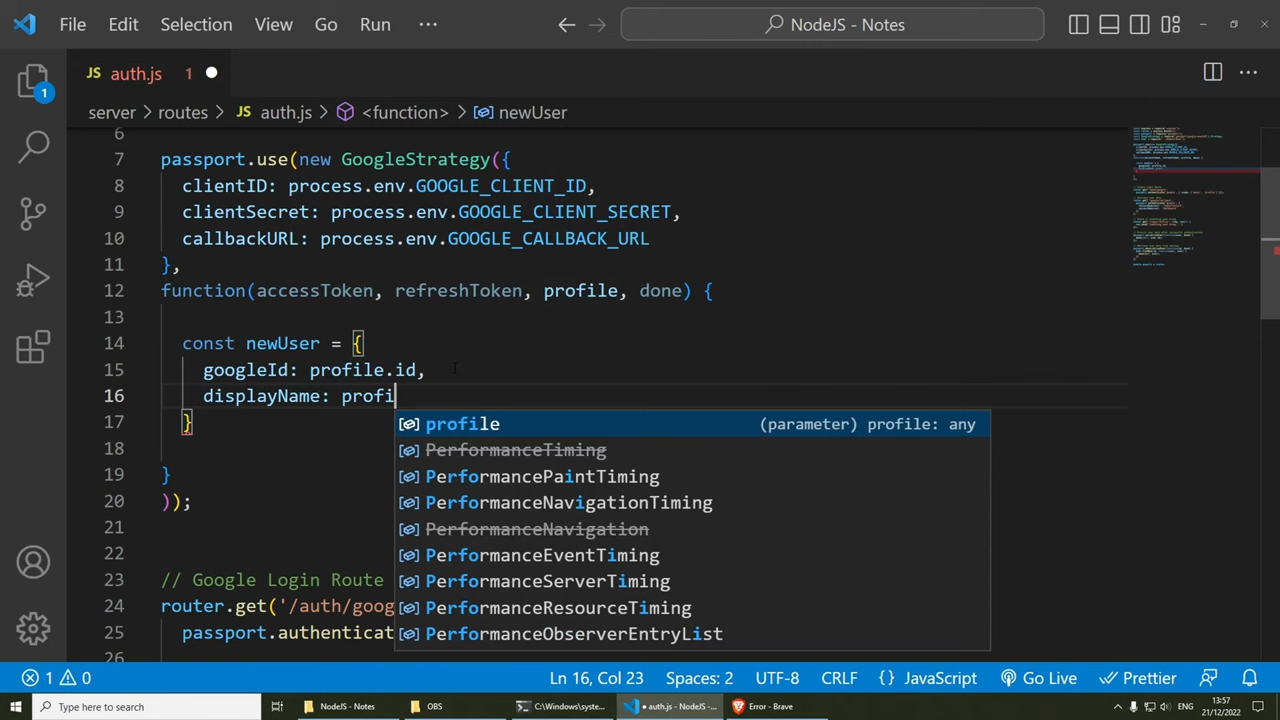 File Edit Selection View Go Run ··· NodeJS - Notes
JS auth.js 1
1
server > routes > JS auth.js > <function> > newUser
6
7 passport.use(new GoogleStrategy({
8 clientID: process.env.GOOGLE_CLIENT_ID,
9 clientSecret: process.env.GOOGLE_CLIENT_SECRET,
10 callbackURL: process.env.GOOGLE_CALLBACK_URL
11 },
12 function(accessToken, refreshToken, profile, done) {
13
14 const newUser = {
15 googleId: profile.id,
16 displayName: profi
profile (parameter) profile: any
17 }
PerformanceTiming
18
PerformancePaintTiming
19 }
PerformanceNavigationTiming
20 ));
PerformanceNavigation
21
PerformanceEventTiming
22
PerformanceServerTiming
23 // Google Login Route
24 router.get('/auth/goog
PerformanceResourceTiming
25 passport.authenticat
PerformanceObserverEntryList
26
1 0 Ln 16, Col 23 Spaces: 2 UTF-8 CRLF {} JavaScript Go Live Prettier
Type here to search NodeJS - Notes OBS C:\Windows\syste... ● auth.js - NodeJS -... Error - Brave ENG 13:57
21/12/2022